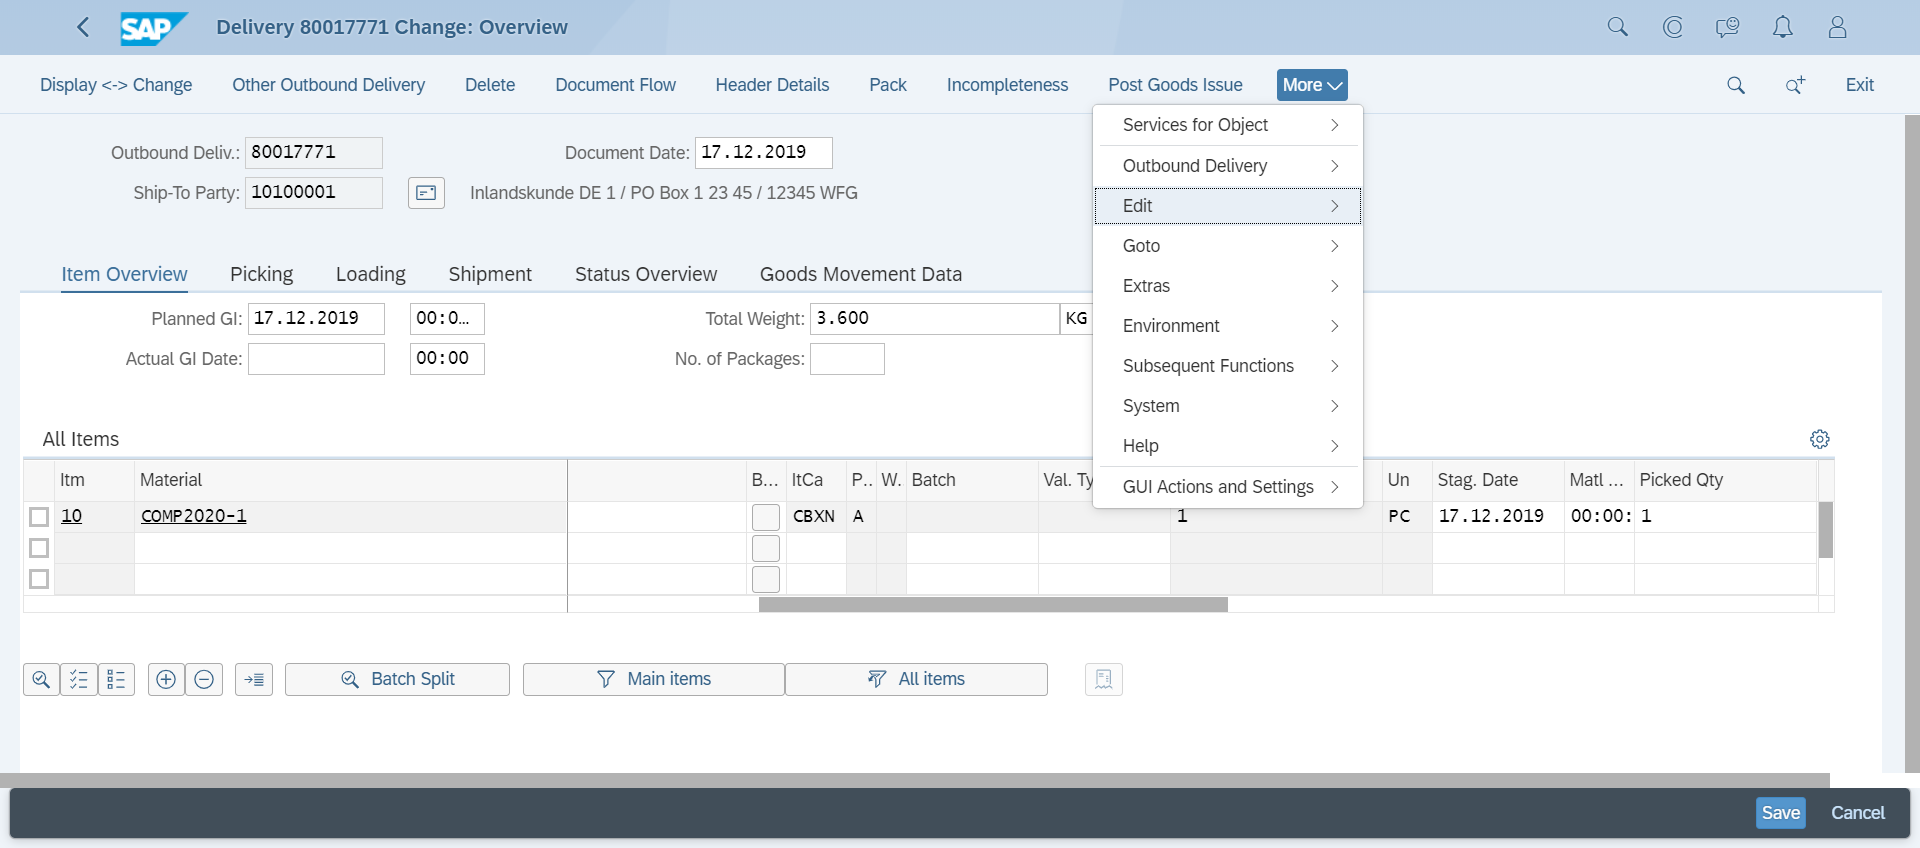 SAP Delivery 80017771 Change: Overview
Display <-> Change Other Outbound Delivery Delete Document Flow Header Details Pack Incompleteness Post Goods Issue More Exit
Services for Object
Outbound Delivery
Edit
Goto
Extras
Environment
Subsequent Functions
System
Help
GUI Actions and Settings
Outbound Deliv.: 80017771 Document Date: 17.12.2019
Ship-To Party: 10100001 Inlandskunde DE 1 / PO Box 1 23 45 / 12345 WFG
Item Overview Picking Loading Shipment Status Overview Goods Movement Data
Planned GI: 17.12.2019 00:0... Total Weight: 3.600 KG
Actual GI Date: 00:00 No. of Packages:
All Items
Itm Material B... ItCa P.. W. Batch Val. Ty Un Stag. Date Matl ... Picked Qty
10 COMP2020-1 CBXN A 1 PC 17.12.2019 00:00: 1
Batch Split Main items All items
Save Cancel